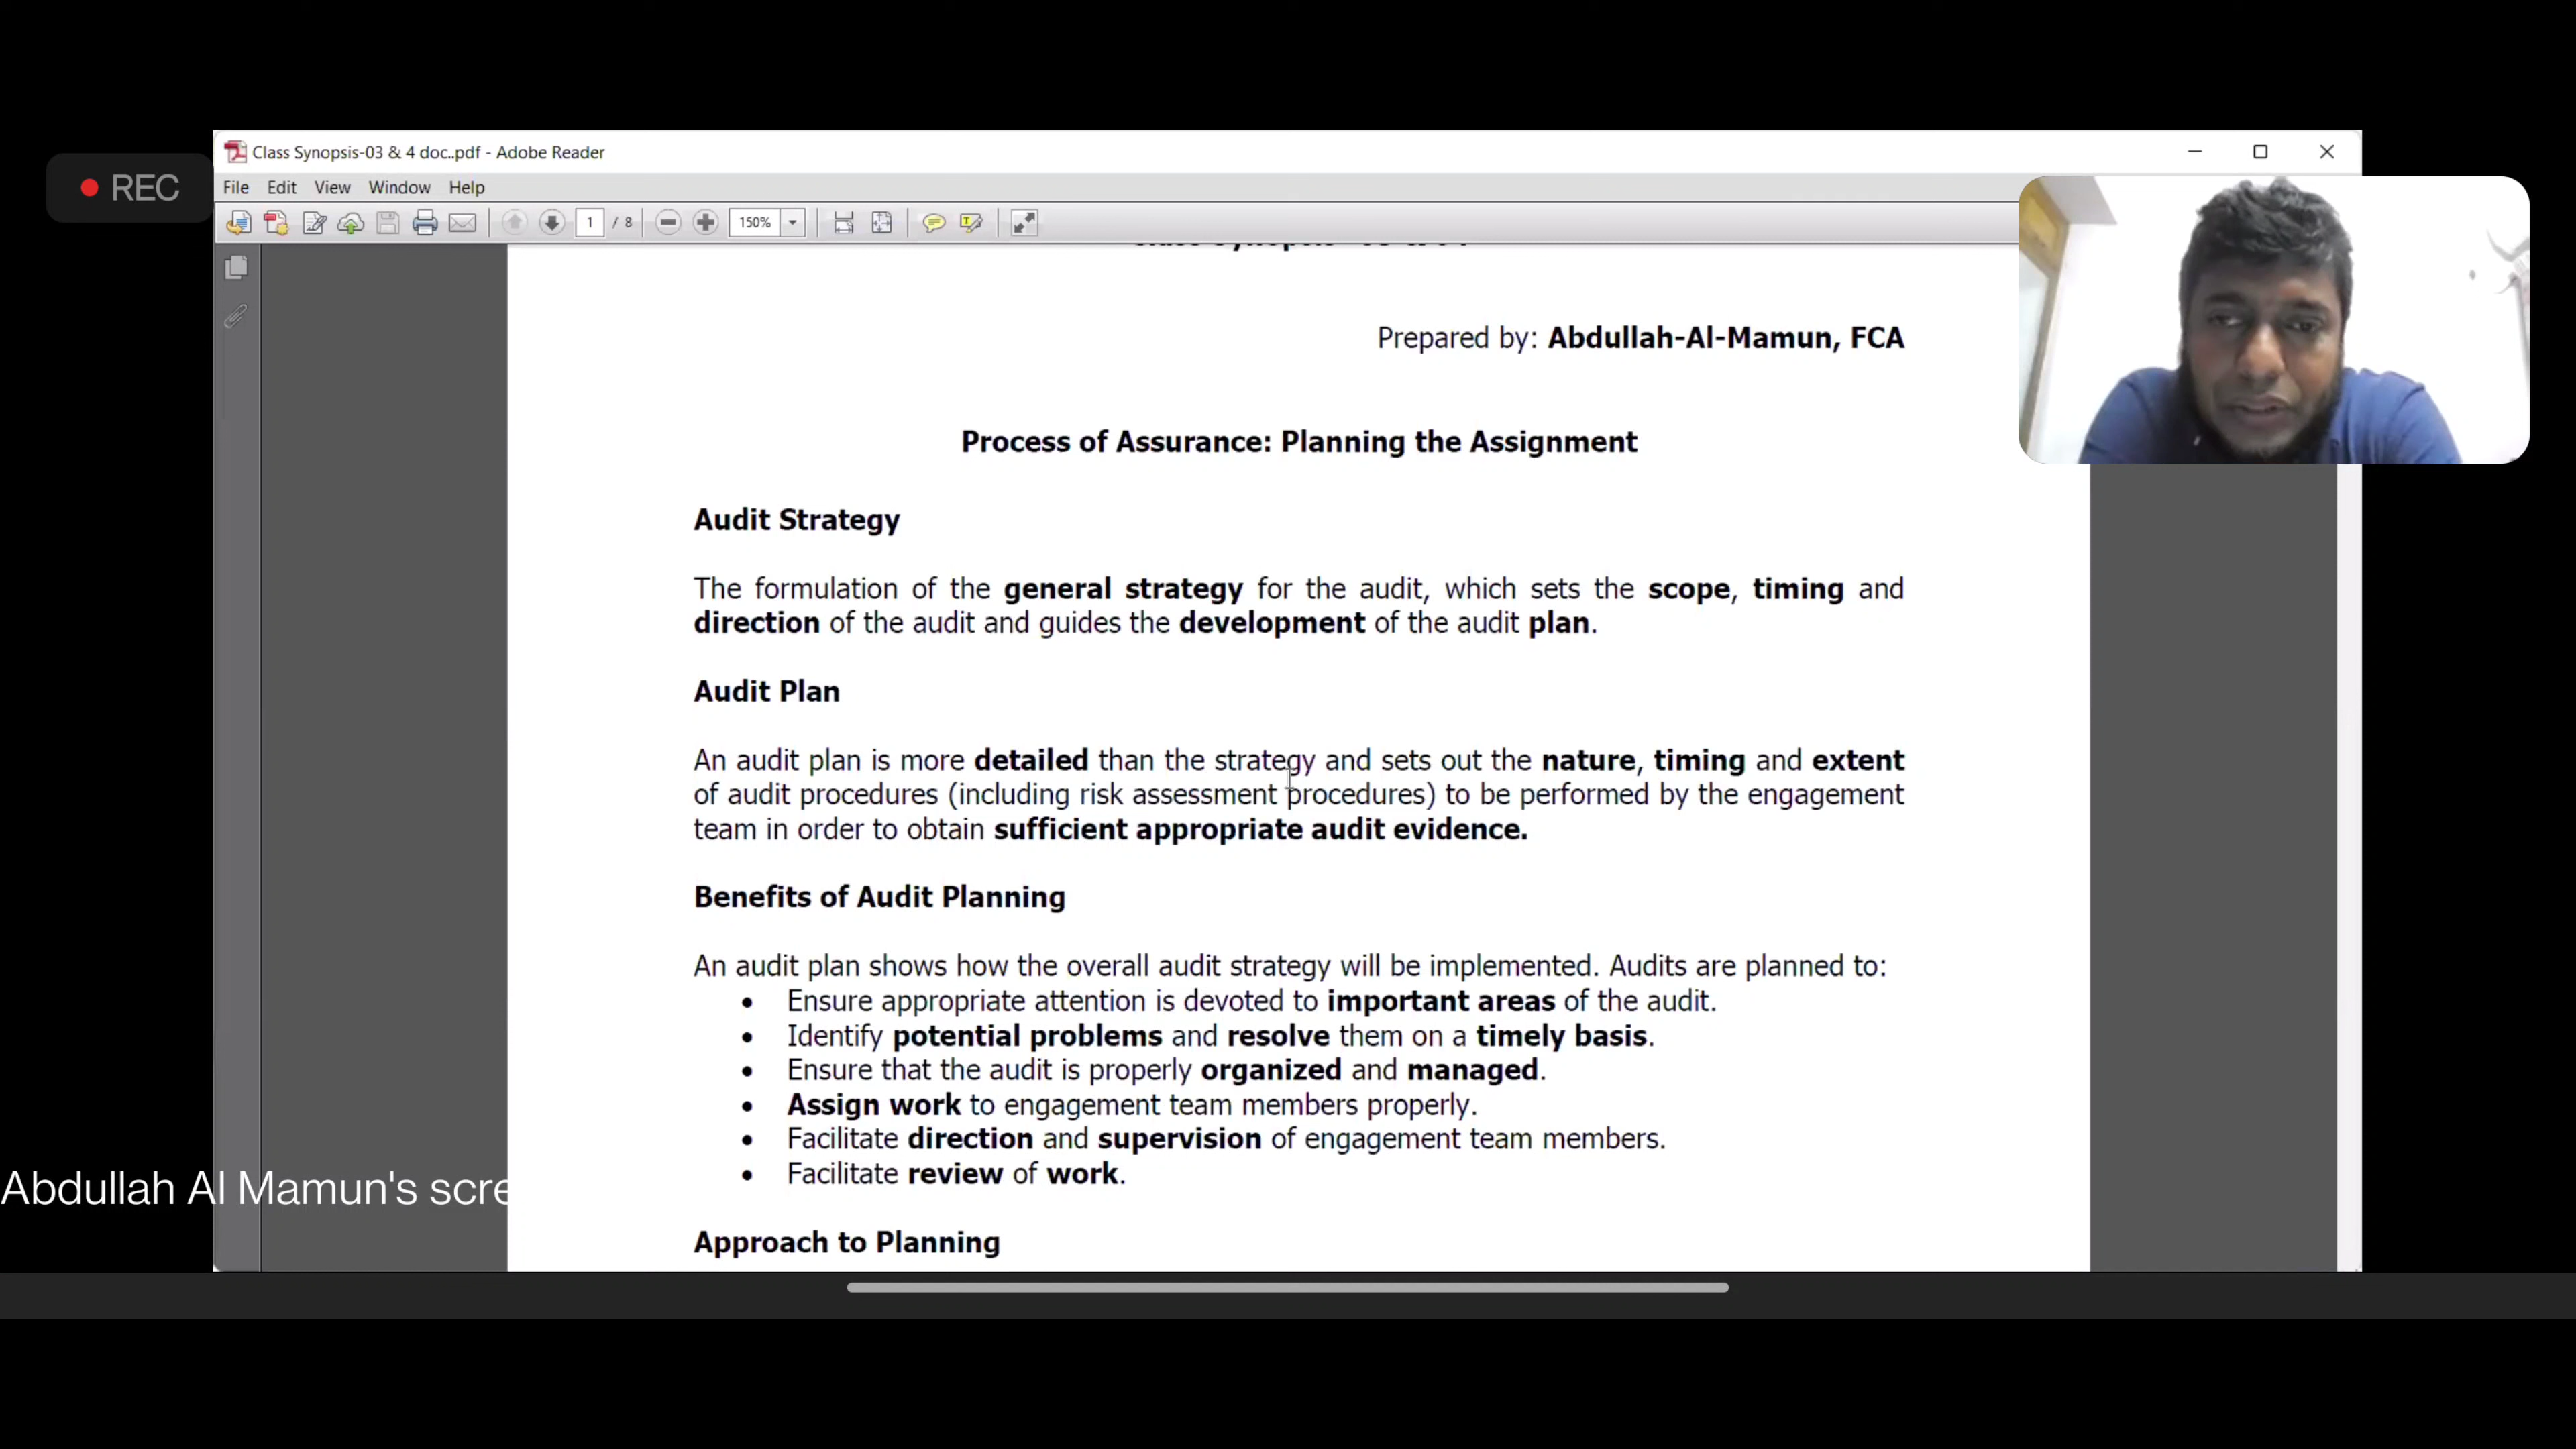 Class Synopsis-03 & 4 doc..pdf - Adobe Reader
REC
File Edit View Window Help
1 / 8 150%
Prepared by: Abdullah-Al-Mamun, FCA
Process of Assurance: Planning the Assignment
Audit Strategy
The formulation of the general strategy for the audit, which sets the scope, timing and
direction of the audit and guides the development of the audit plan.
Audit Plan
An audit plan is more detailed than the strategy and sets out the nature, timing and extent
of audit procedures (including risk assessment procedures) to be performed by the engagement
team in order to obtain sufficient appropriate audit evidence.
Benefits of Audit Planning
An audit plan shows how the overall audit strategy will be implemented. Audits are planned to:
• Ensure appropriate attention is devoted to important areas of the audit.
• Identify potential problems and resolve them on a timely basis.
• Ensure that the audit is properly organized and managed.
• Assign work to engagement team members properly.
• Facilitate direction and supervision of engagement team members.
• Facilitate review of work.
Abdullah Al Mamun's scre
Approach to Planning